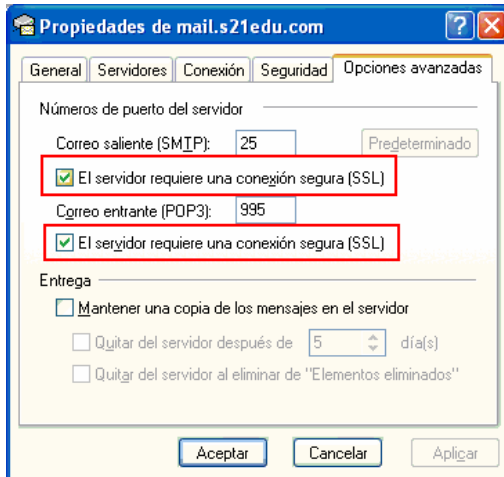 Propiedades de mail.s21edu.com
General Servidores Conexión Seguridad Opciones avanzadas
Números de puerto del servidor
Correo saliente (SMTP): 25 Predeterminado
El servidor requiere una conexión segura (SSL)
Correo entrante (POP3): 995
El servidor requiere una conexión segura (SSL)
Entrega
Mantener una copia de los mensajes en el servidor
Quitar del servidor después de 5 día(s)
Quitar del servidor al eliminar de "Elementos eliminados"
Aceptar Cancelar Aplicar